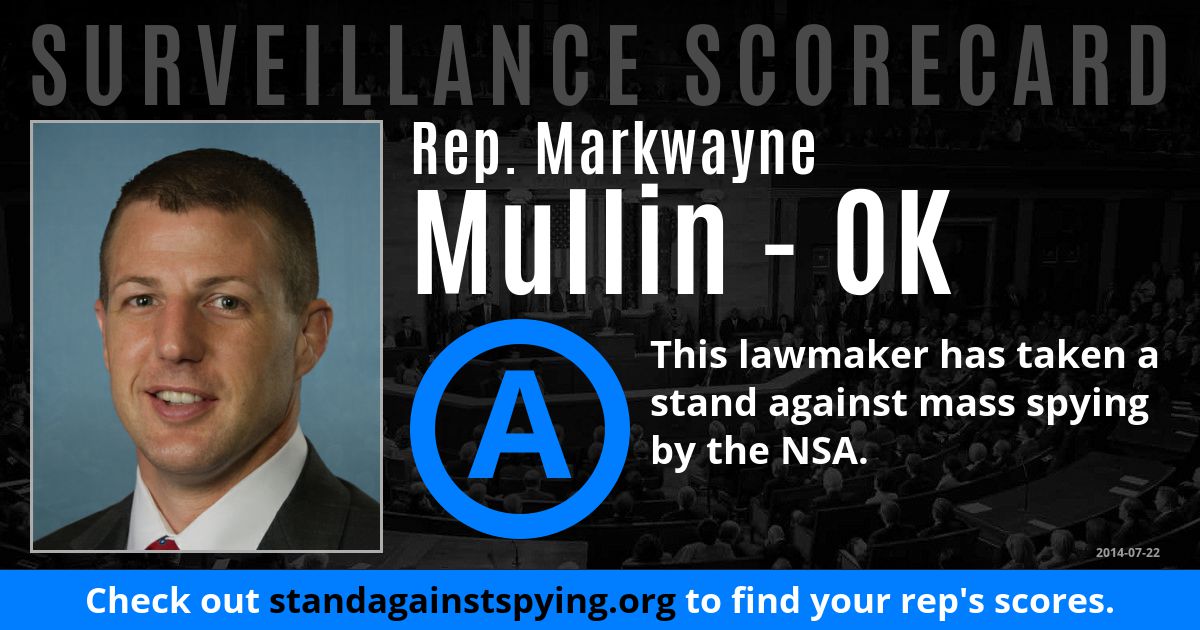 SURVEILLANCE SCORECARD
Rep. Markwayne
Mullin - OK
A
This lawmaker has taken a
stand against mass spying
by the NSA.
2014-07-22
Check out standagainstspying.org to find your rep's scores.